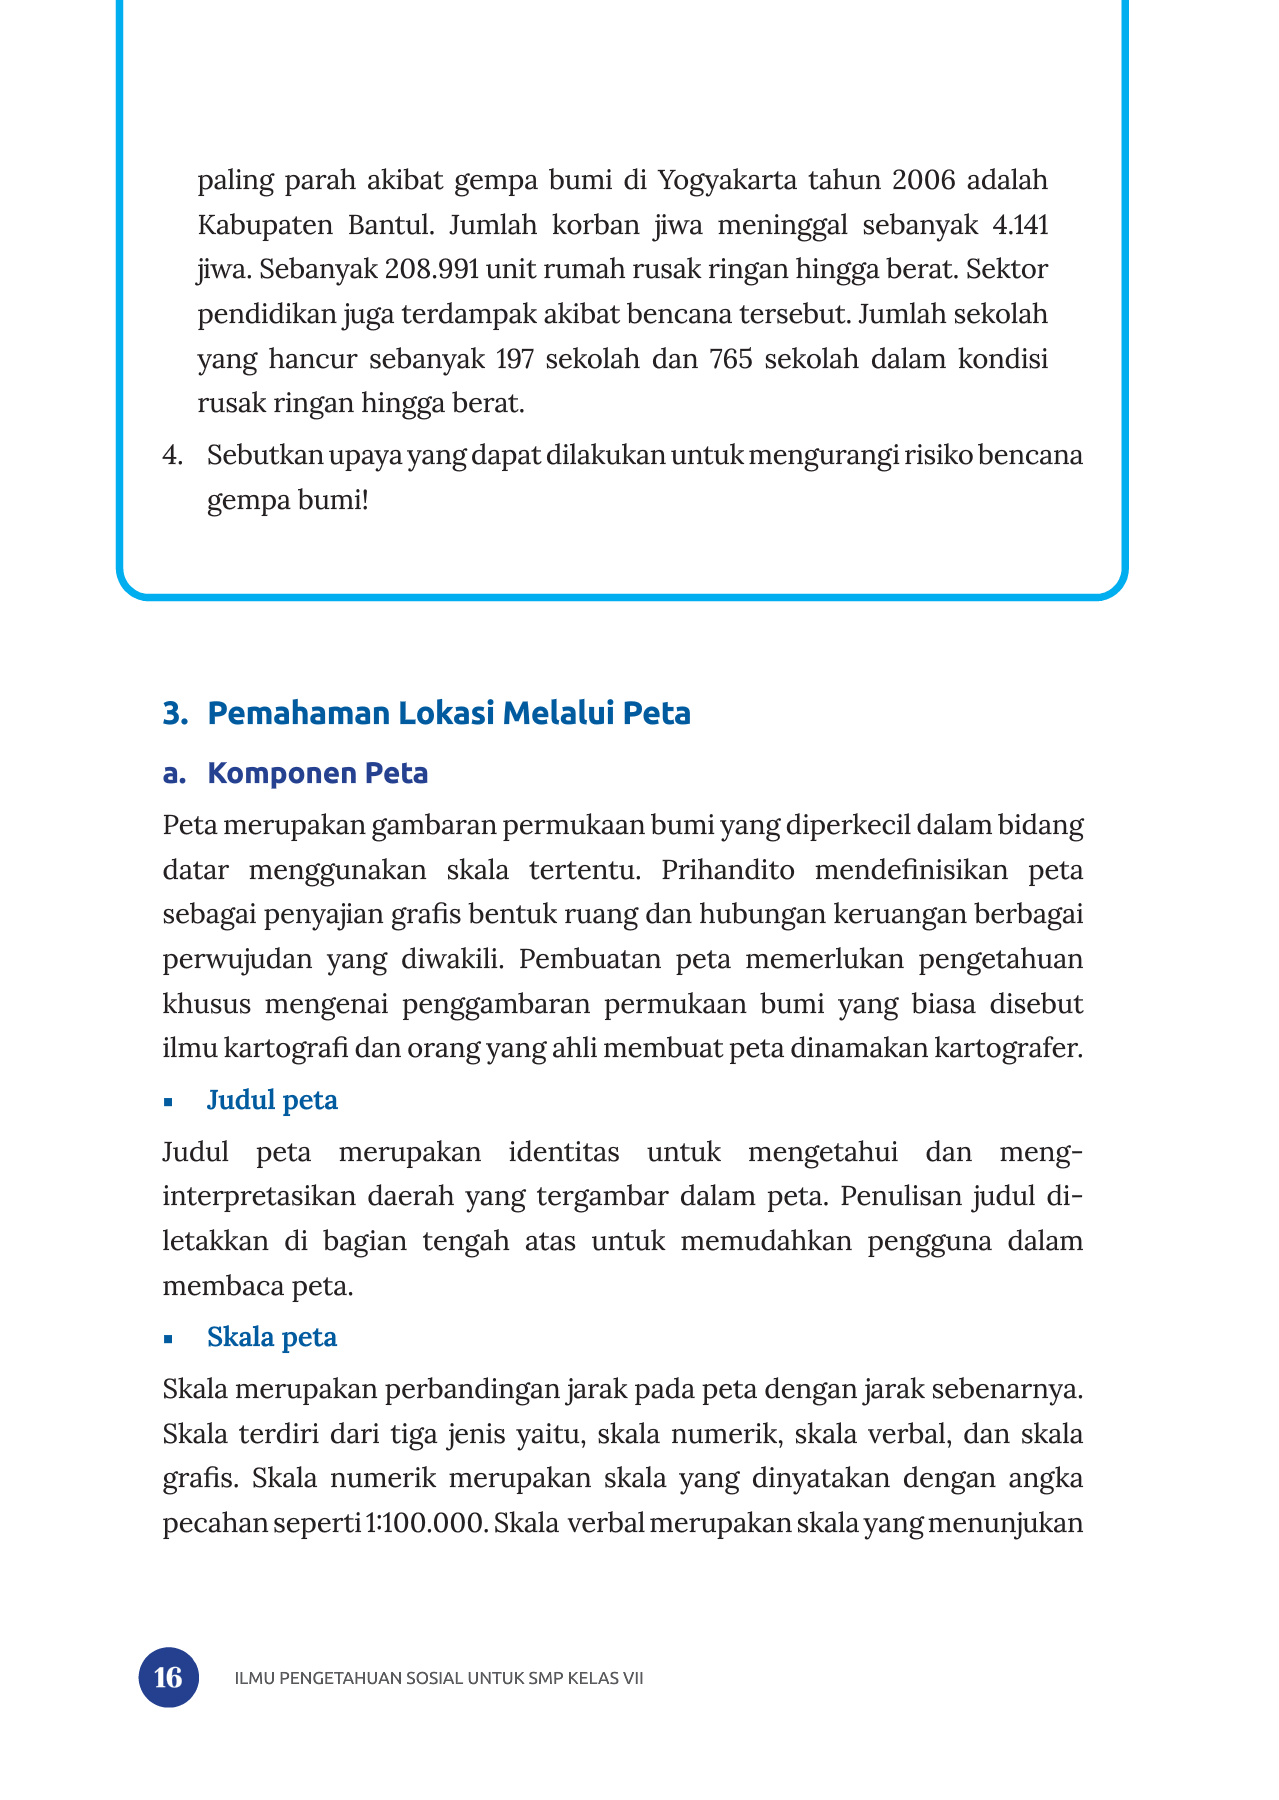 paling parah akibat gempa bumi di Yogyakarta tahun 2006 adalah
Kabupaten Bantul. Jumlah korban jiwa meninggal sebanyak 4.141
jiwa. Sebanyak 208.991 unit rumah rusak ringan hingga berat. Sektor
pendidikan juga terdampak akibat bencana tersebut. Jumlah sekolah
yang hancur sebanyak 197 sekolah dan 765 sekolah dalam kondisi
rusak ringan hingga berat.
4. Sebutkan upaya yang dapat dilakukan untuk mengurangi risiko bencana
gempa bumi!
3. Pemahaman Lokasi Melalui Peta
a. Komponen Peta
Peta merupakan gambaran permukaan bumi yang diperkecil dalam bidang
datar menggunakan skala tertentu. Prihandito mendefinisikan peta
sebagai penyajian grafis bentuk ruang dan hubungan keruangan berbagai
perwujudan yang diwakili. Pembuatan peta memerlukan pengetahuan
khusus mengenai penggambaran permukaan bumi yang biasa disebut
ilmu kartografi dan orang yang ahli membuat peta dinamakan kartografer.
▪ Judul peta
Judul peta merupakan identitas untuk mengetahui dan meng-
interpretasikan daerah yang tergambar dalam peta. Penulisan judul di-
letakkan di bagian tengah atas untuk memudahkan pengguna dalam
membaca peta.
▪ Skala peta
Skala merupakan perbandingan jarak pada peta dengan jarak sebenarnya.
Skala terdiri dari tiga jenis yaitu, skala numerik, skala verbal, dan skala
grafis. Skala numerik merupakan skala yang dinyatakan dengan angka
pecahan seperti 1:100.000. Skala verbal merupakan skala yang menunjukan
16 ILMU PENGETAHUAN SOSIAL UNTUK SMP KELAS VII